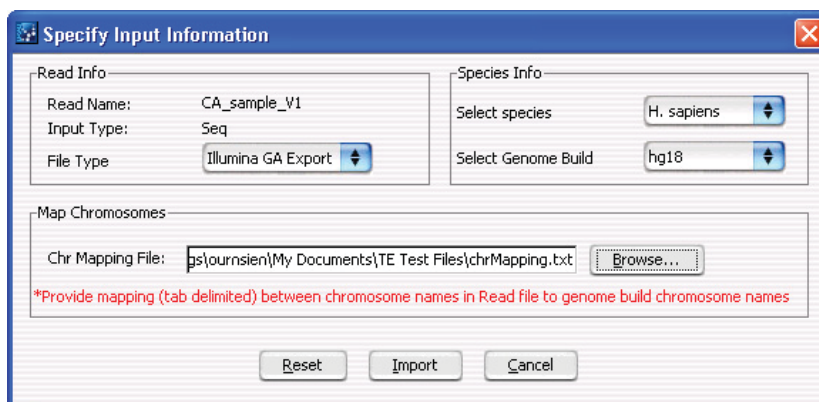 Specify Input Information
Read Info
Read Name: CA_sample_V1
Input Type: Seq
File Type Illumina GA Export
Species Info
Select species H. sapiens
Select Genome Build hg18
Map Chromosomes
Chr Mapping File: gs\ournsien\My Documents\TE Test Files\chrMapping.txt Browse...
*Provide mapping (tab delimited) between chromosome names in Read file to genome build chromosome names
Reset Import Cancel